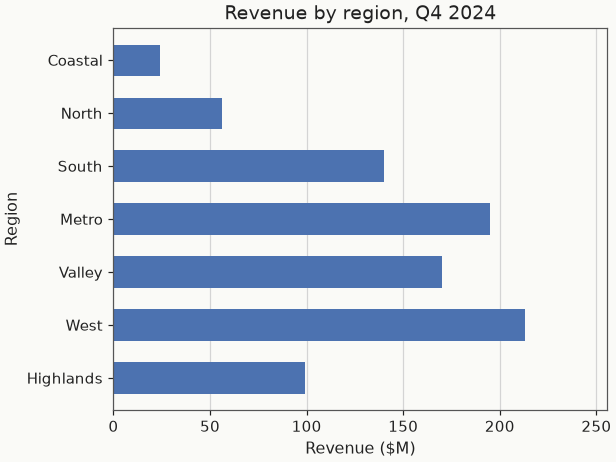 Revenue by region, Q4 2024
Region
Coastal
North
South
Metro
Valley
West
Highlands
0 50 100 150 200 250
Revenue ($M)